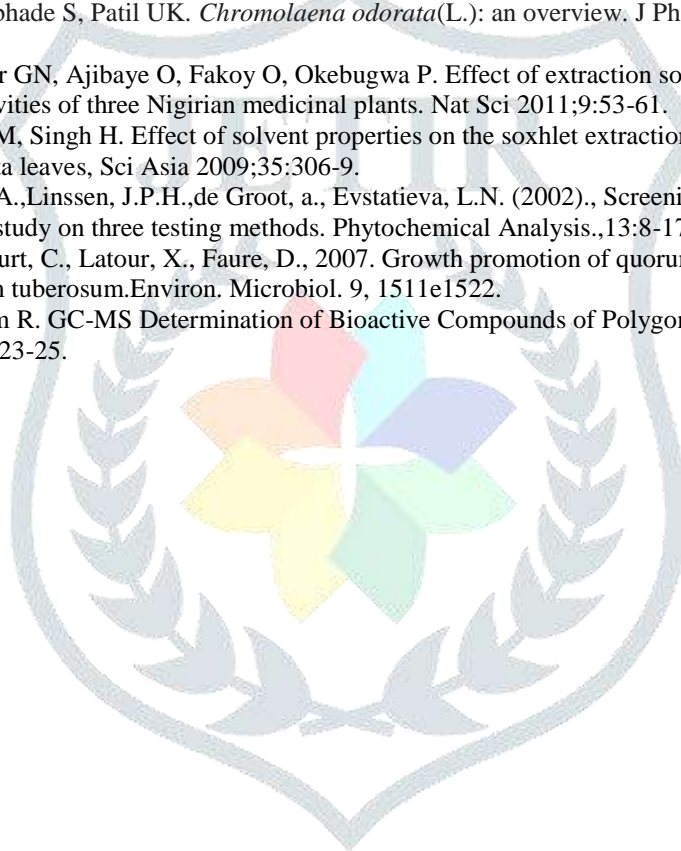 bhade S, Patil UK. Chromolaena odorata(L.): an overview. J Ph
r GN, Ajibaye O, Fakoy O, Okebugwa P. Effect of extraction so
vities of three Nigirian medicinal plants. Nat Sci 2011;9:53-61.
M, Singh H. Effect of solvent properties on the soxhlet extraction
ta leaves, Sci Asia 2009;35:306-9.
A.,Linssen, J.P.H.,de Groot, a., Evstatieva, L.N. (2002)., Screeni
study on three testing methods. Phytochemical Analysis.,13:8-17
urt, C., Latour, X., Faure, D., 2007. Growth promotion of quorum
n tuberosum.Environ. Microbiol. 9, 1511e1522.
m R. GC-MS Determination of Bioactive Compounds of Polygon
23-25.
JETIR